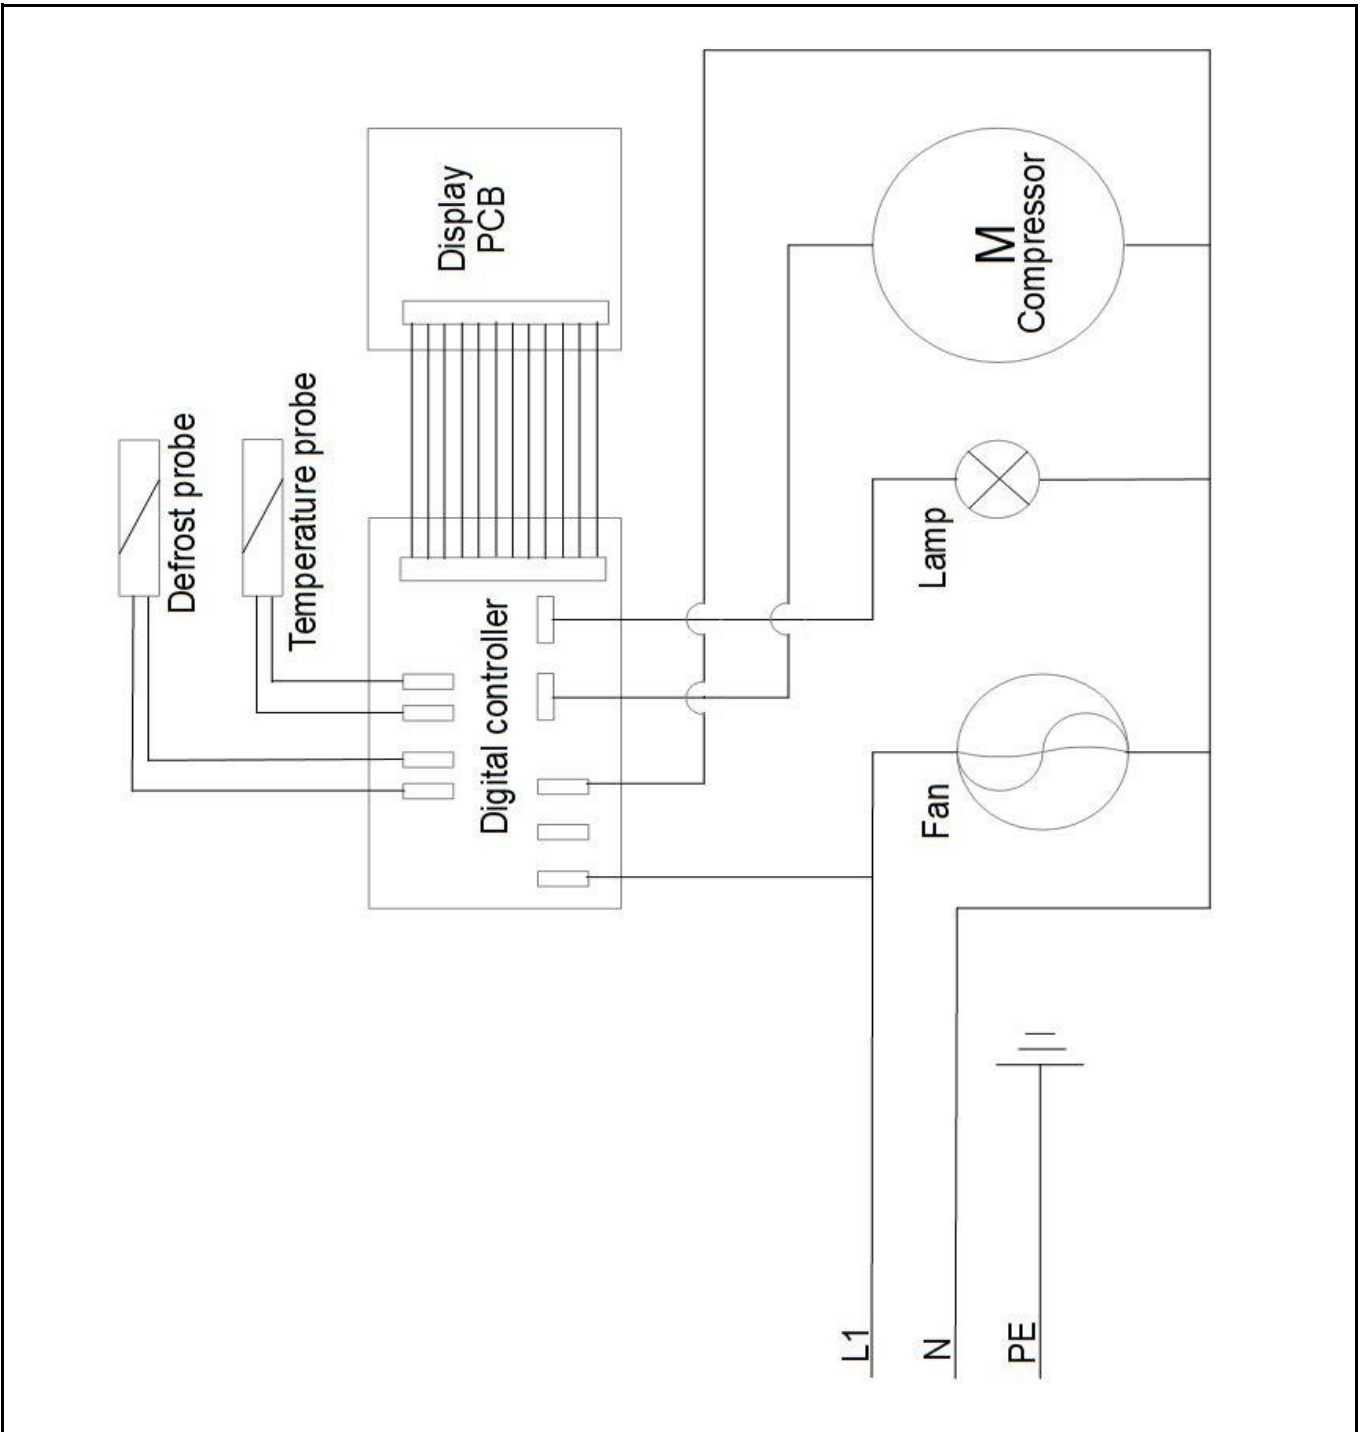 Defrost probe
Temperature probe
Display
PCB
Digital controller
M
Compressor
Lamp
Fan
L1
N
PE